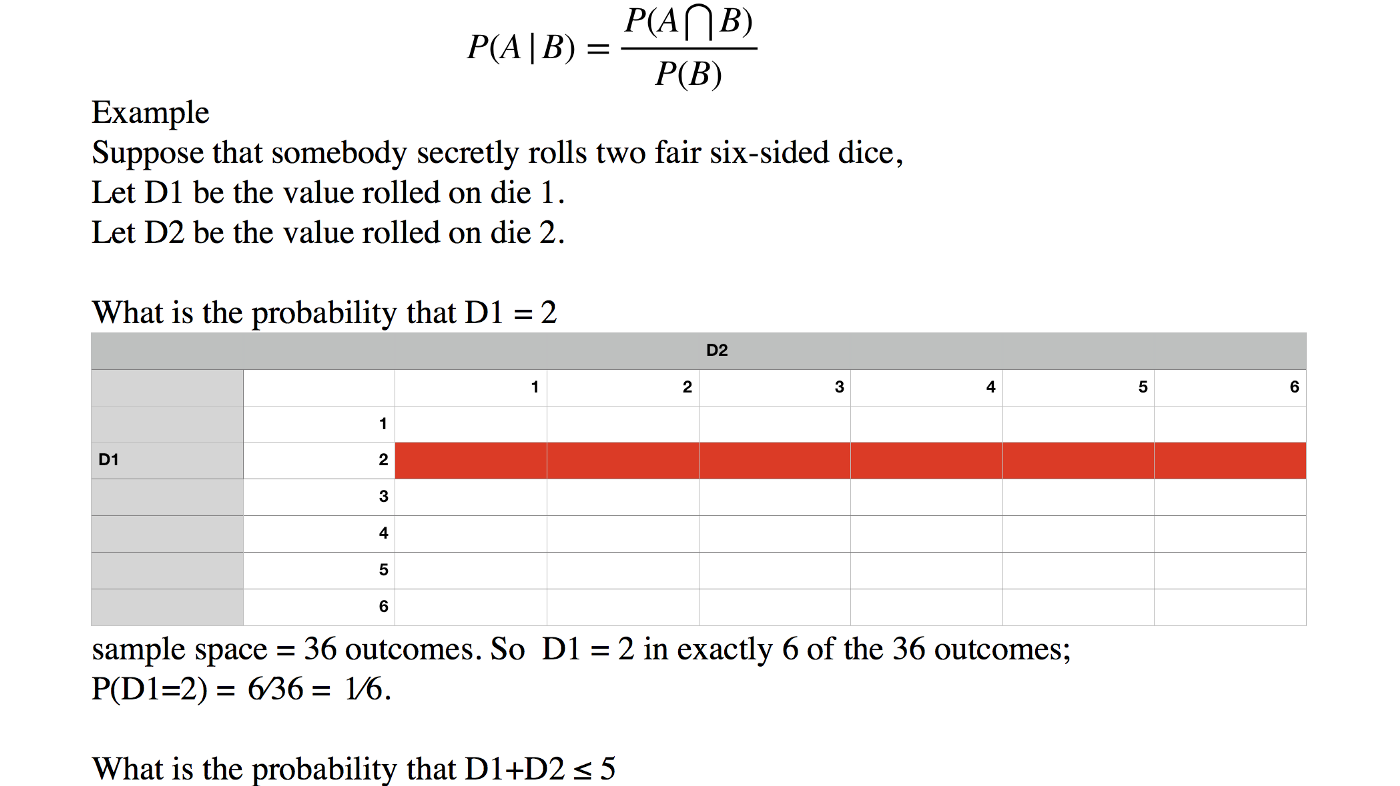 P(A|B) = P(A⋂B) / P(B)
Example
Suppose that somebody secretly rolls two fair six-sided dice,
Let D1 be the value rolled on die 1.
Let D2 be the value rolled on die 2.
What is the probability that D1 = 2
D2
1 2 3 4 5 6
1
D1 2
3
4
5
6
sample space = 36 outcomes. So  D1 = 2 in exactly 6 of the 36 outcomes;
P(D1=2) = 6⁄36 = 1⁄6.
What is the probability that D1+D2 ≤ 5